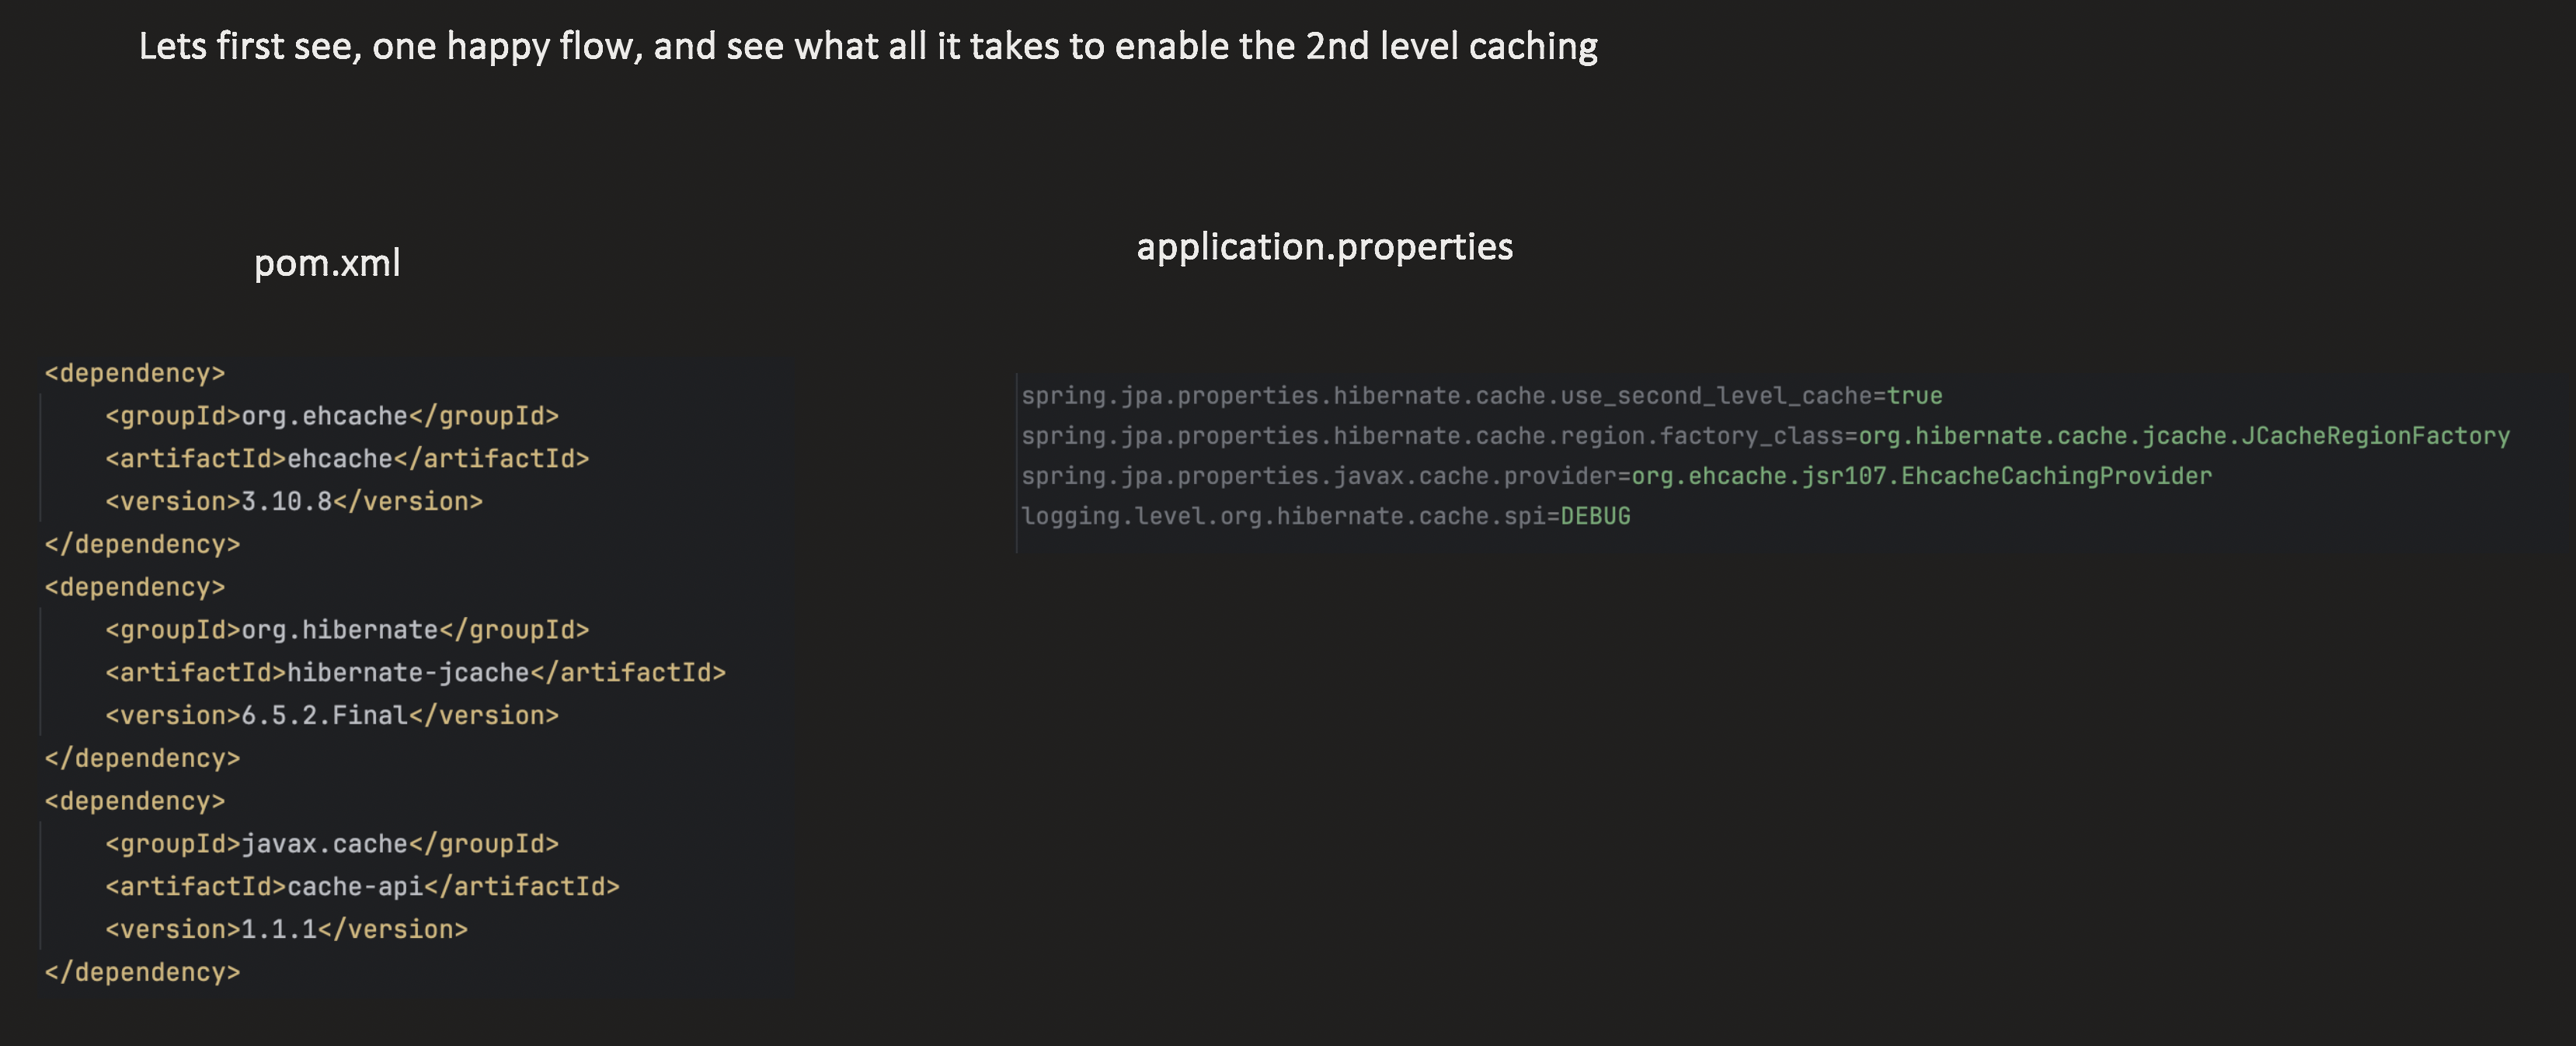 Lets first see, one happy flow, and see what all it takes to enable the 2nd level caching
pom.xml
<dependency>
<groupId>org.ehcache</groupId>
<artifactId>ehcache</artifactId>
<version>3.10.8</version>
</dependency>
<dependency>
<groupId>org.hibernate</groupId>
<artifactId>hibernate-jcache</artifactId>
<version>6.5.2.Final</version>
</dependency>
<dependency>
<groupId>javax.cache</groupId>
<artifactId>cache-api</artifactId>
<version>1.1.1</version>
</dependency>
application.properties
spring.jpa.properties.hibernate.cache.use_second_level_cache=true
spring.jpa.properties.hibernate.cache.region.factory_class=org.hibernate.cache.jcache.JCacheRegionFactory
spring.jpa.properties.javax.cache.provider=org.ehcache.jsr107.EhcacheCachingProvider
logging.level.org.hibernate.cache.spi=DEBUG